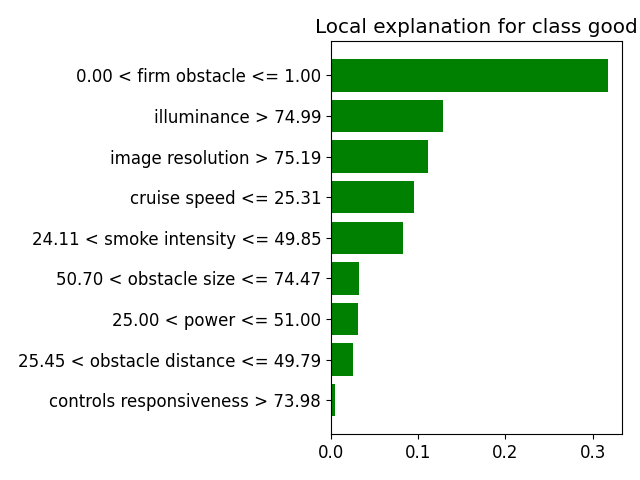 Local explanation for class good
0.00 < firm obstacle <= 1.00
illuminance > 74.99
image resolution > 75.19
cruise speed <= 25.31
24.11 < smoke intensity <= 49.85
50.70 < obstacle size <= 74.47
25.00 < power <= 51.00
25.45 < obstacle distance <= 49.79
controls responsiveness > 73.98
0.0 0.1 0.2 0.3